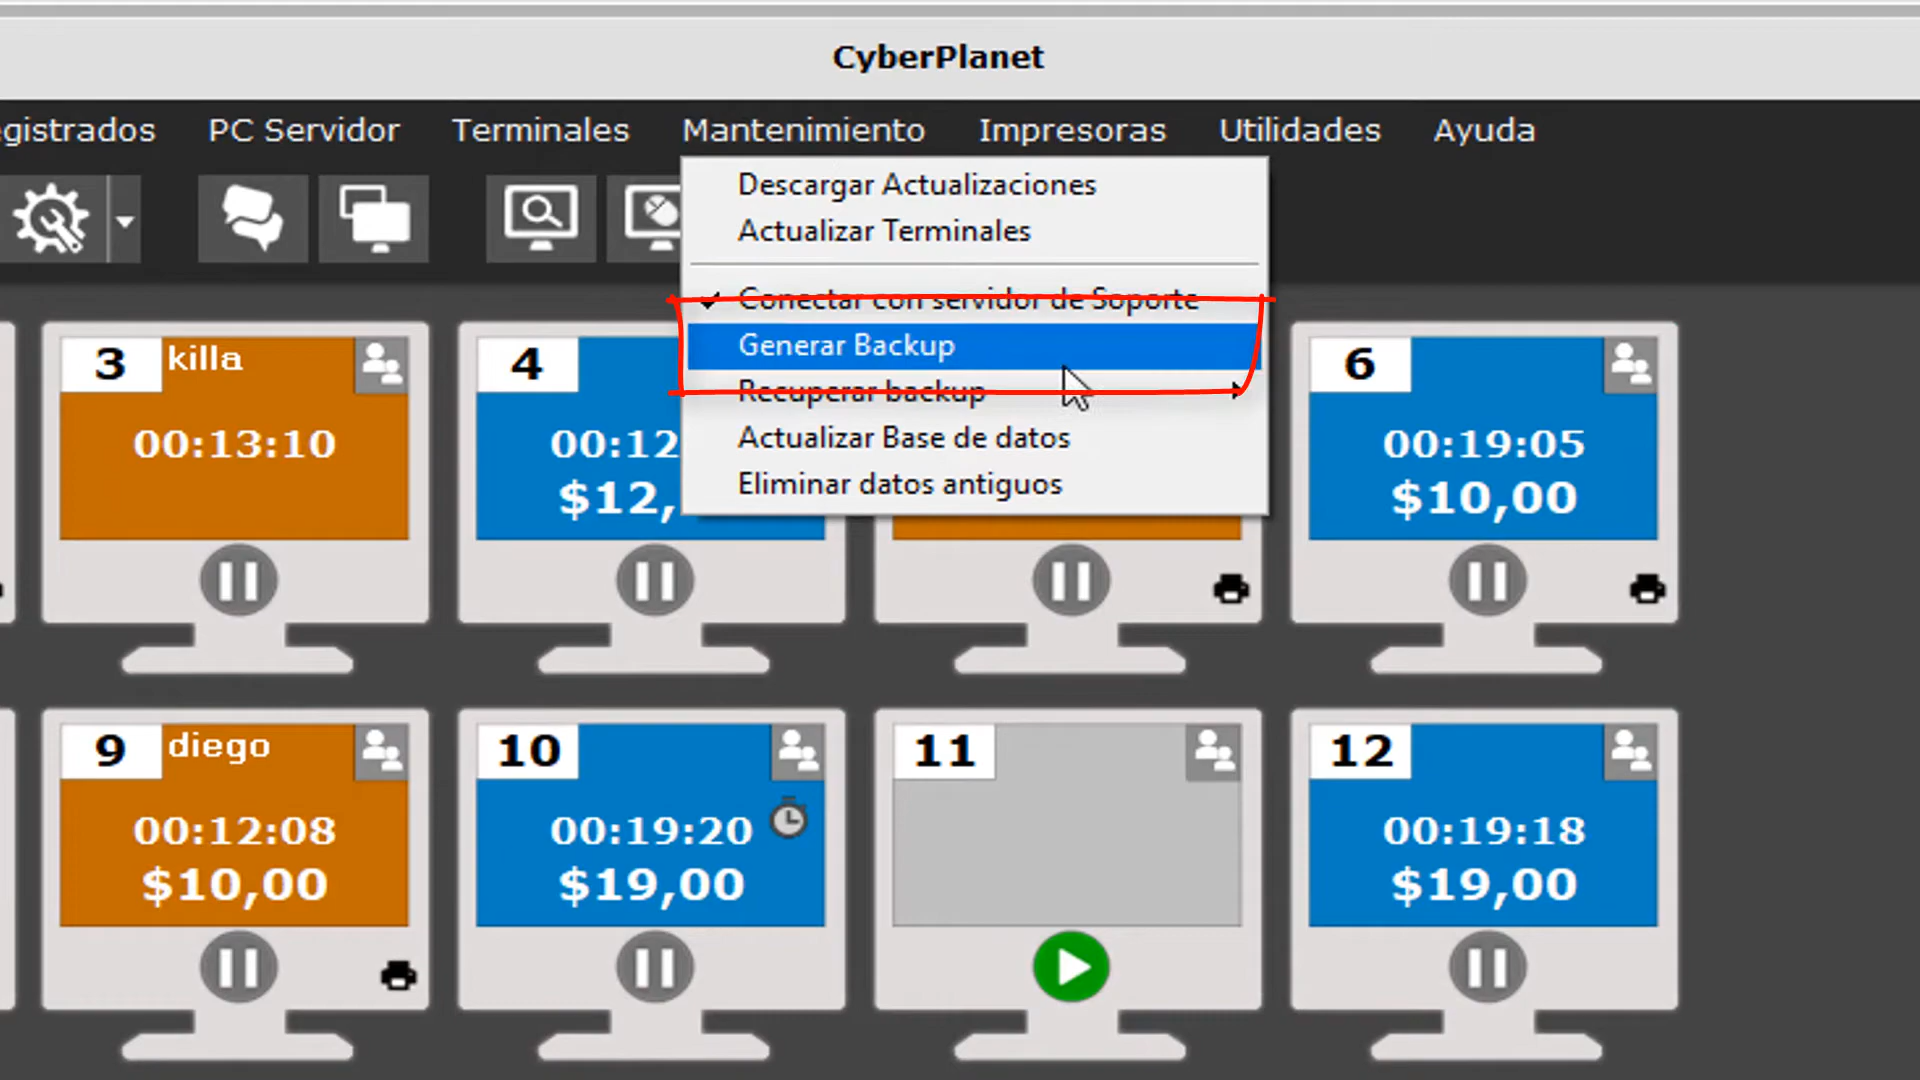 CyberPlanet
egistrados PC Servidor Terminales Mantenimiento Impresoras Utilidades Ayuda
Descargar Actualizaciones
Actualizar Terminales
Conectar con servidor de Soporte
Generar Backup
Recuperar backup
Actualizar Base de datos
Eliminar datos antiguos
3 killa
00:13:10
4
00:12
$12,
6
00:19:05
$10,00
9 diego
00:12:08
$10,00
10
00:19:20
$19,00
11
12
00:19:18
$19,00